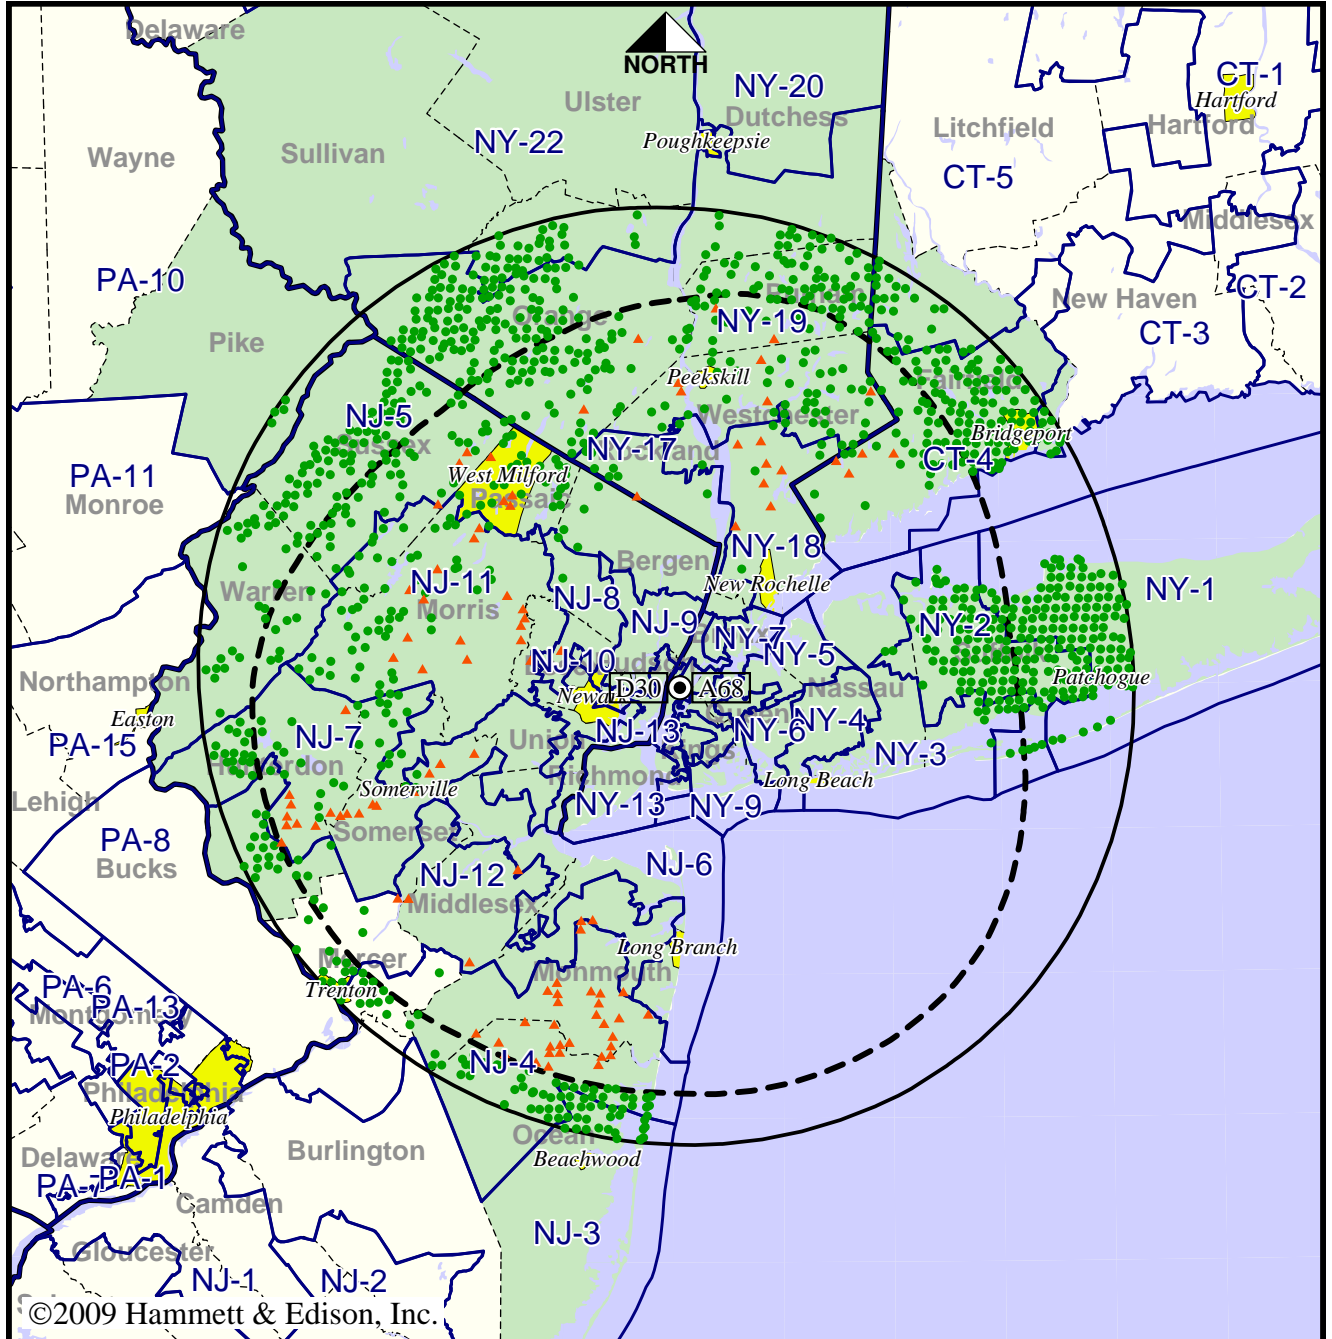 Delaware
NORTH
NY-20
CT-1
Hartford
Ulster
Dutchess
Litchfield
Hartford
Poughkeepsie
NY-22
Wayne
Sullivan
CT-5
Middlesex
PA-10
New Haven
CT-2
Orange
Putnam
NY-19
CT-3
Pike
Peekskill
Fairfield
NJ-5
Westchester
Sussex
Bridgeport
NY-17
Rockland
CT-4
PA-11
West Milford
Monroe
Passaic
NY-18
Bergen
New Rochelle
NJ-11
NY-1
Warren
Morris
NJ-8
NJ-9
NY-2
Bronx
NY-7
NY-5
NJ-10
Hudson
Northampton
Patchogue
D30
A68
Nassau
Newark
Easton
Queens
PA-15
NJ-7
Union
NJ-13
NY-6
NY-4
Kings
NY-3
Hunterdon
Richmond
Long Beach
Somerville
Lehigh
NY-13
NY-9
PA-8
Somerset
Bucks
NJ-6
NJ-12
Middlesex
Long Branch
Mercer
Monmouth
Trenton
PA-6
PA-13
Montgomery
PA-2
NJ-4
Philadelphia
Philadelphia
Ocean
Burlington
Delaware
Beachwood
PA-7
PA-1
Camden
NJ-3
Gloucester
NJ-1
NJ-2
©2009 Hammett & Edison, Inc.